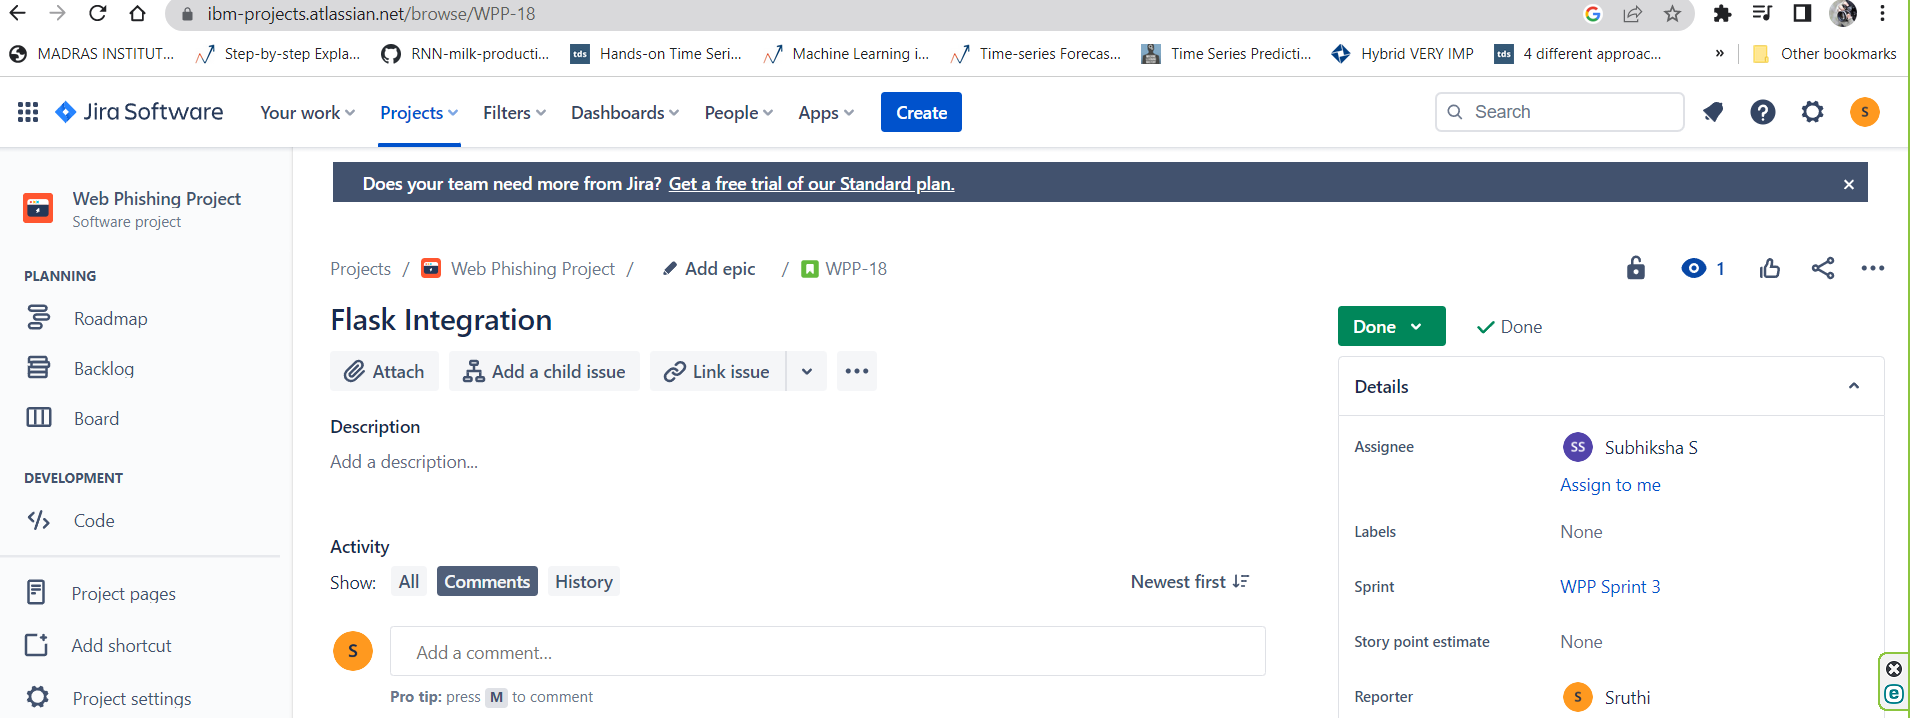 ibm-projects.atlassian.net/browse/WPP-18
MADRAS INSTITUT... Step-by-step Expla... RNN-milk-producti... tds Hands-on Time Seri... Machine Learning i... Time-series Forecas... Time Series Predicti... Hybrid VERY IMP tds 4 different approac... » Other bookmarks
Jira Software Your work Projects Filters Dashboards People Apps Create Search S
Does your team need more from Jira? Get a free trial of our Standard plan.
Web Phishing Project
Software project
PLANNING
Roadmap
Backlog
Board
DEVELOPMENT
Code
Project pages
Add shortcut
Project settings
Projects / Web Phishing Project / Add epic / WPP-18
1
Flask Integration
Attach Add a child issue Link issue
Description
Add a description...
Activity
Show: All Comments History Newest first
S Add a comment...
Pro tip: press M to comment
Done Done
Details
Assignee SS Subhiksha S
Assign to me
Labels None
Sprint WPP Sprint 3
Story point estimate None
Reporter S Sruthi